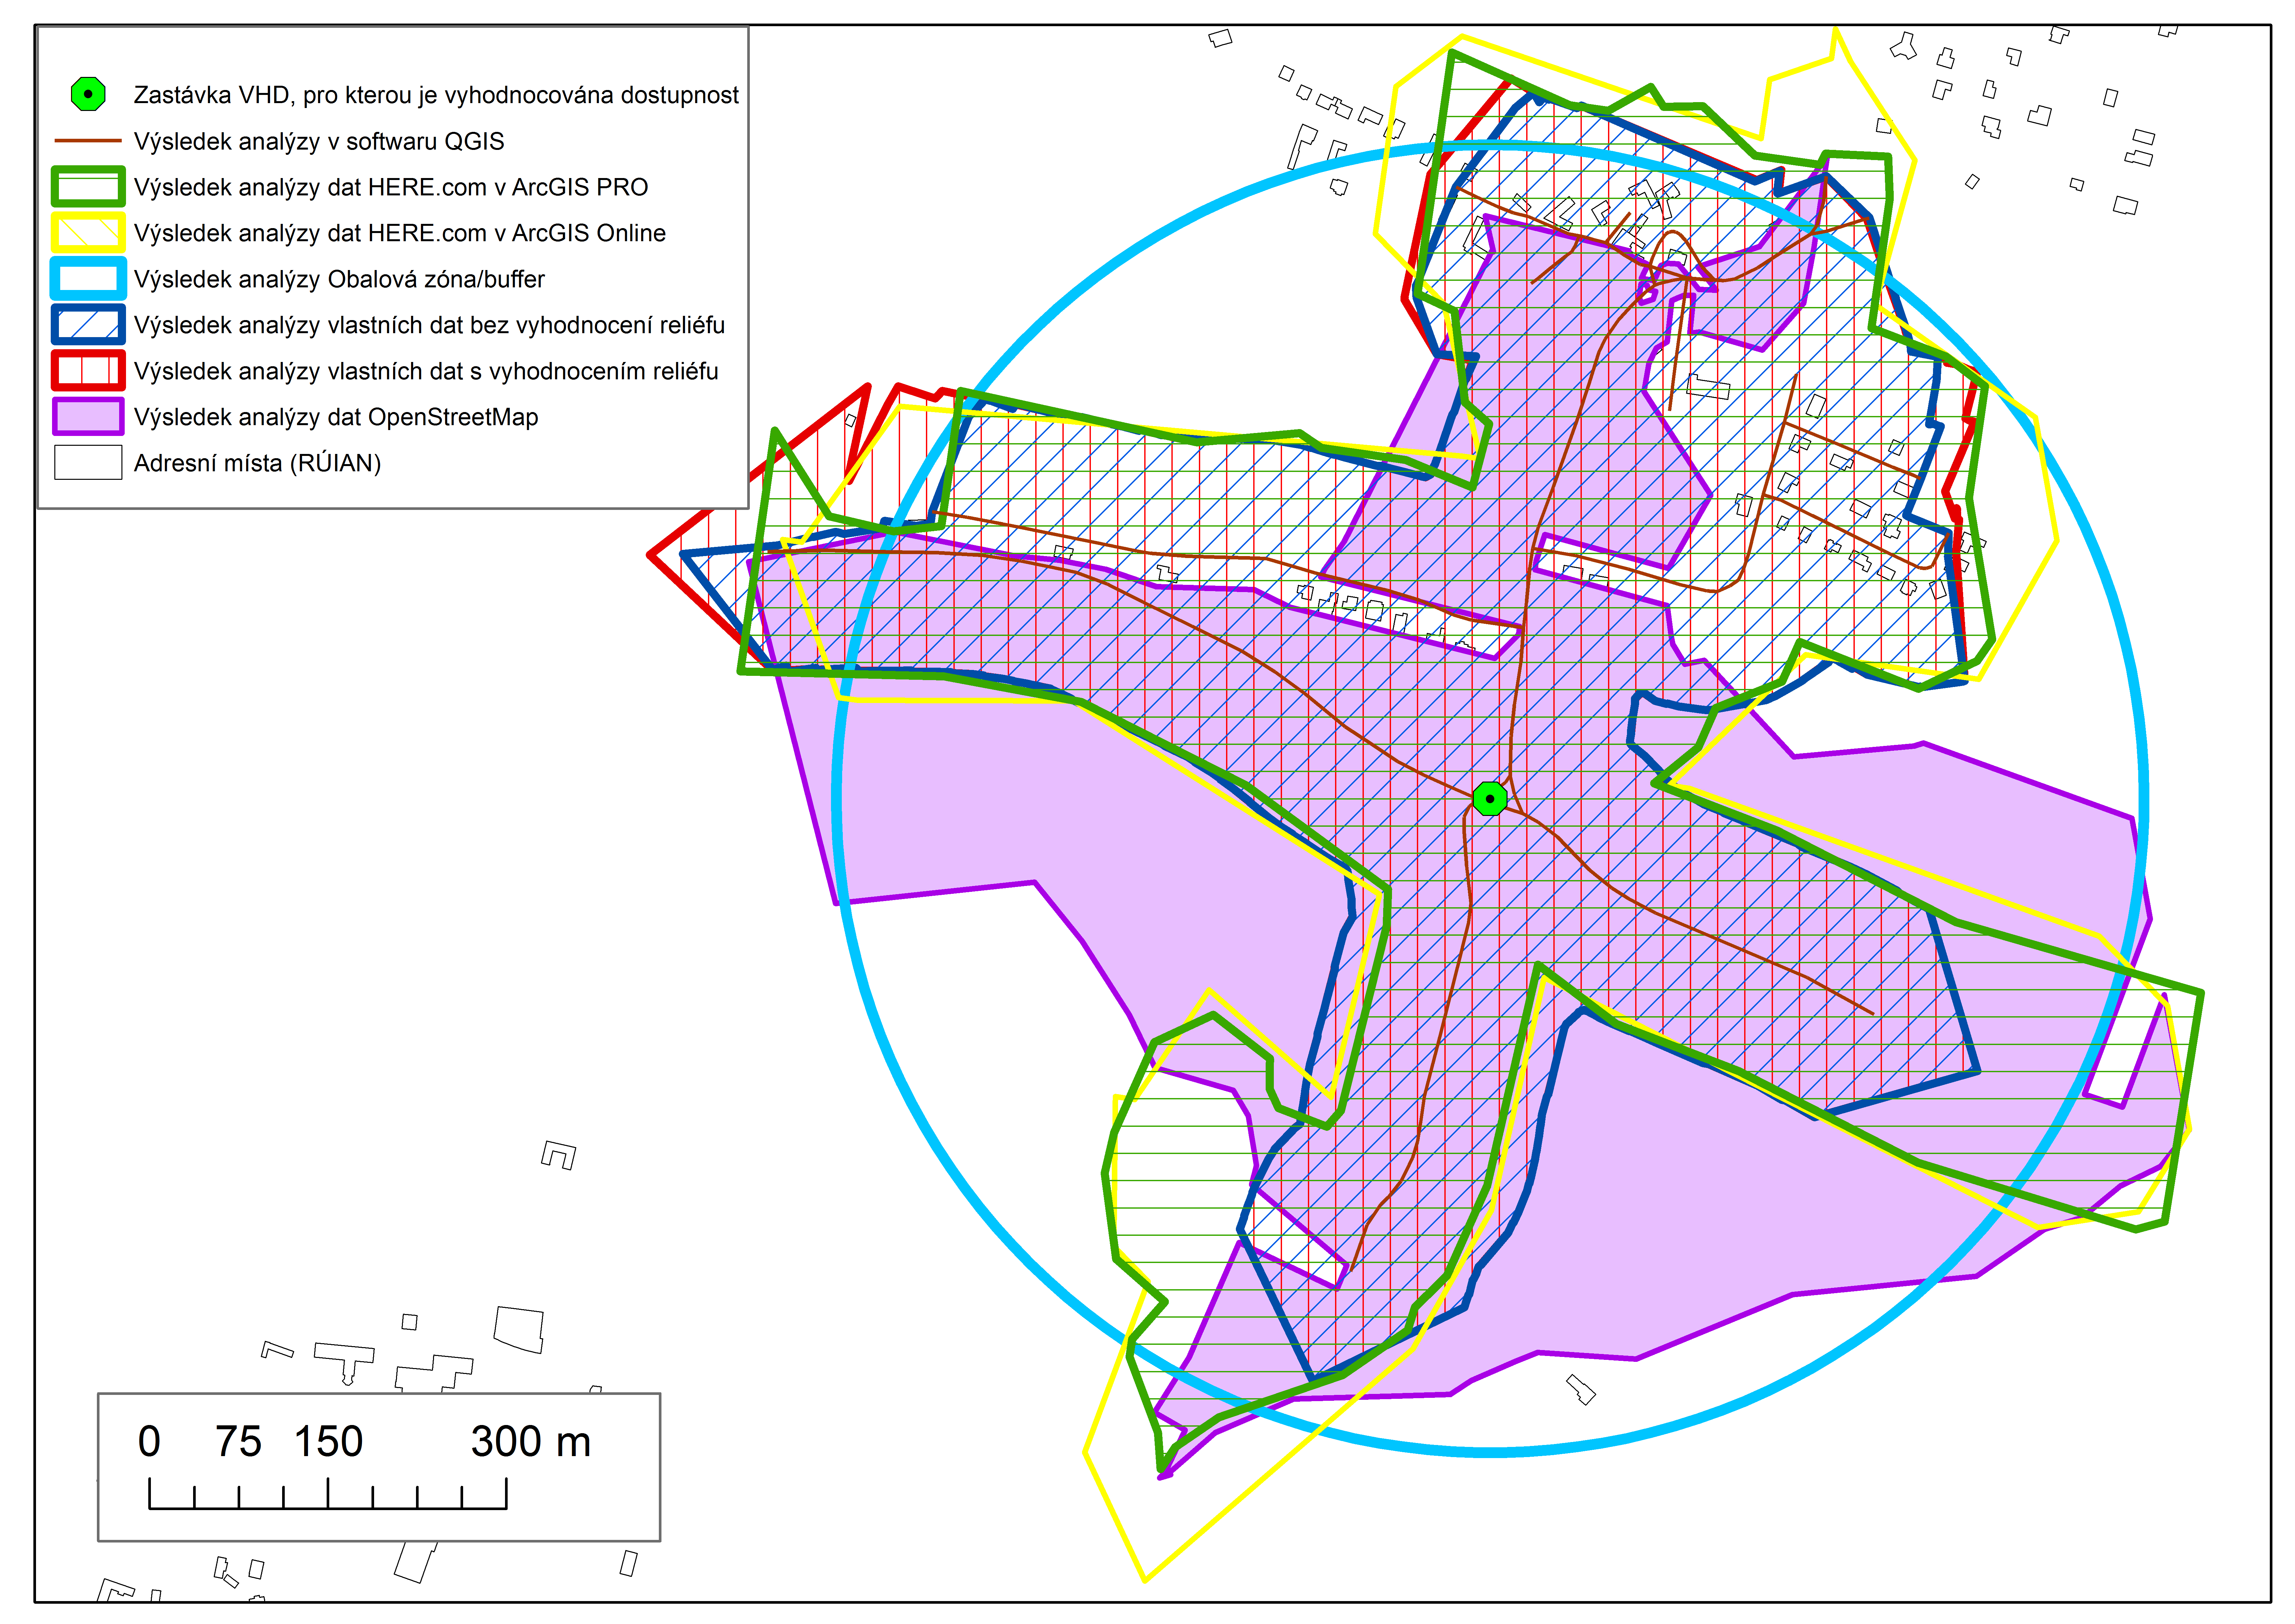 Zastávka VHD, pro kterou je vyhodnocována dostupnost
Výsledek analýzy v softwaru QGIS
Výsledek analýzy dat HERE.com v ArcGIS PRO
Výsledek analýzy dat HERE.com v ArcGIS Online
Výsledek analýzy Obalová zóna/buffer
Výsledek analýzy vlastních dat bez vyhodnocení reliéfu
Výsledek analýzy vlastních dat s vyhodnocením reliéfu
Výsledek analýzy dat OpenStreetMap
Adresní místa (RÚIAN)
0 75 150 300 m